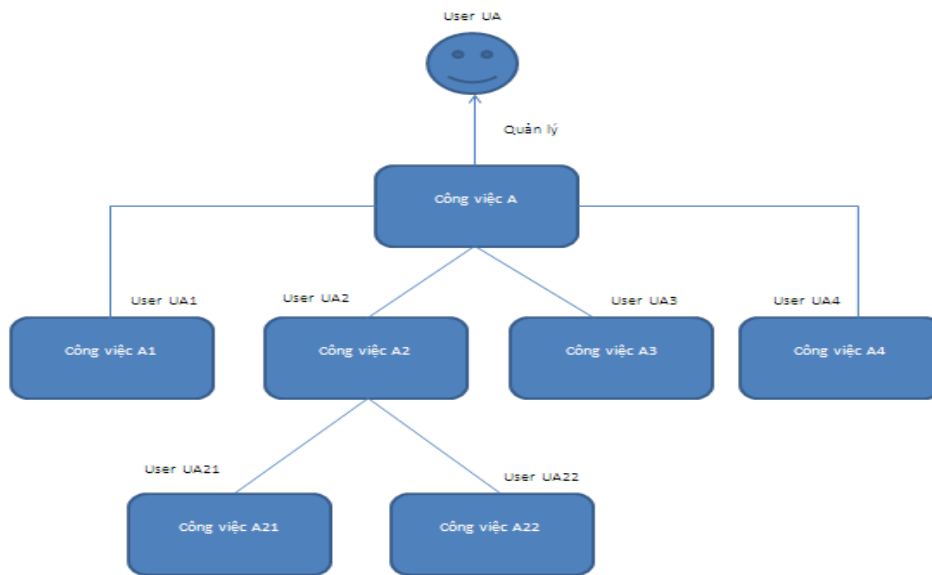 User UA
Quản lý
Công việc A
User UA1
User UA2
User UA3
User UA4
Công việc A1
Công việc A2
Công việc A3
Công việc A4
User UA21
User UA22
Công việc A21
Công việc A22